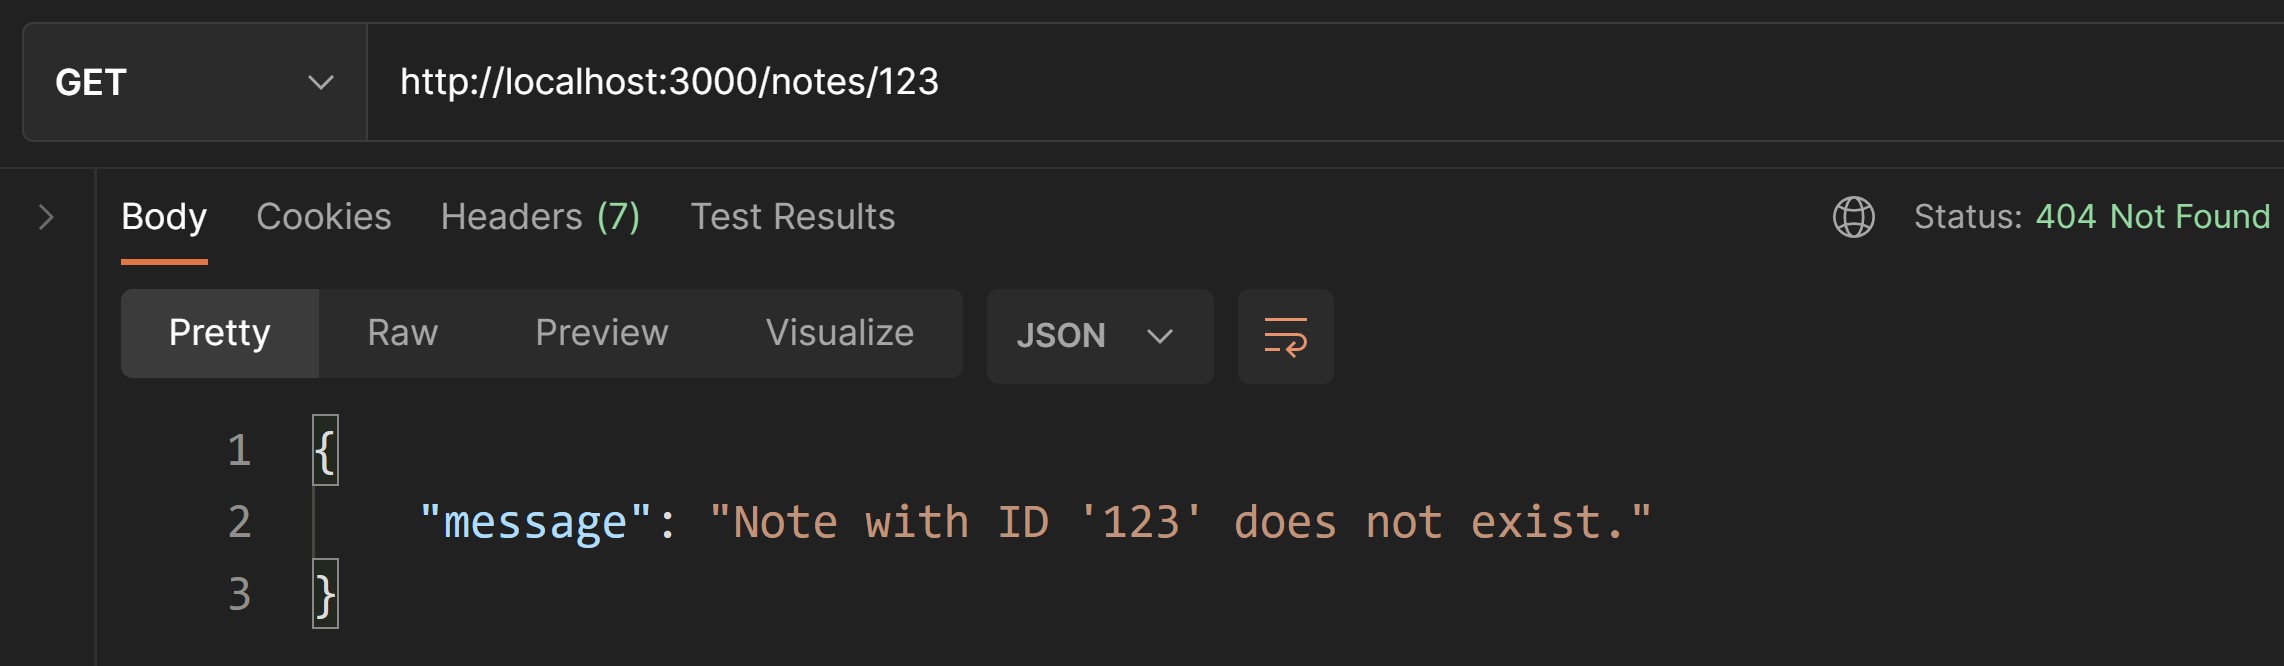 GET http://localhost:3000/notes/123
Body Cookies Headers (7) Test Results Status: 404 Not Found
Pretty Raw Preview Visualize JSON
1 {
2 "message": "Note with ID '123' does not exist."
3 }